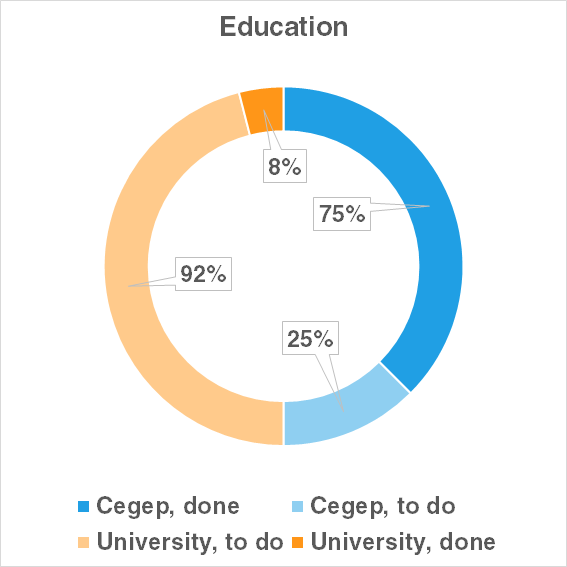 Education
8%
75%
92%
25%
Cegep, done
Cegep, to do
University, to do
University, done